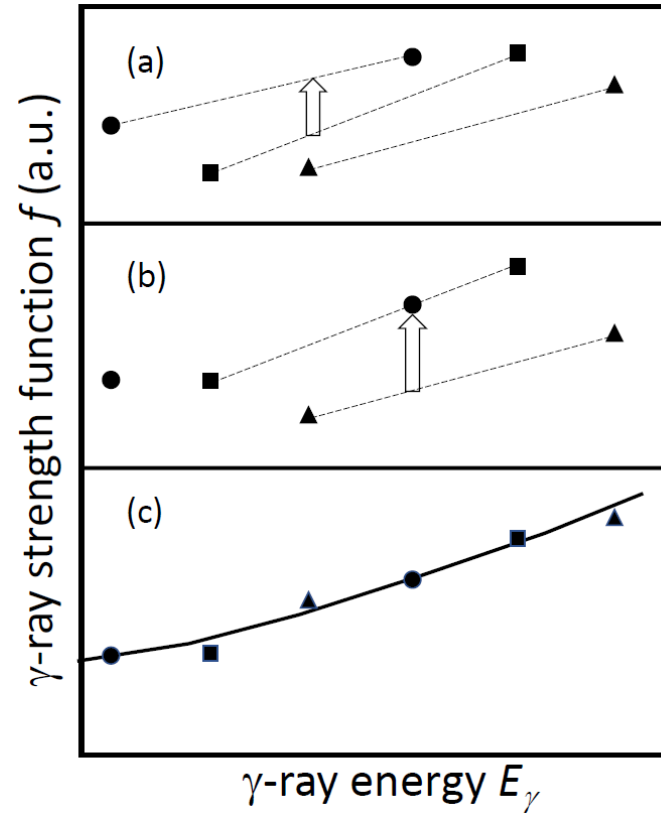 (a)
(b)
(c)
γ-ray strength function f (a.u.)
γ-ray energy Eγ